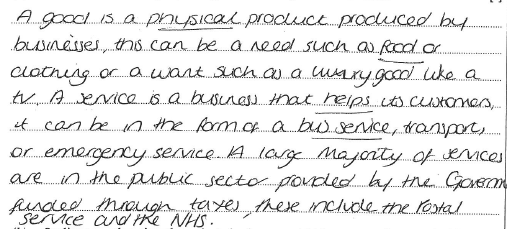 A good is a physical product produced by
businesses, this can be a need such as food or
clothing or a want such as a luxury good like a
tv. A service is a business that helps its customers,
it can be in the form of a bus service, transport,
or emergency service. A large majority of services
are in the public sector provided by the Governm
funded through taxes, these include the Postal
service and the NHS.